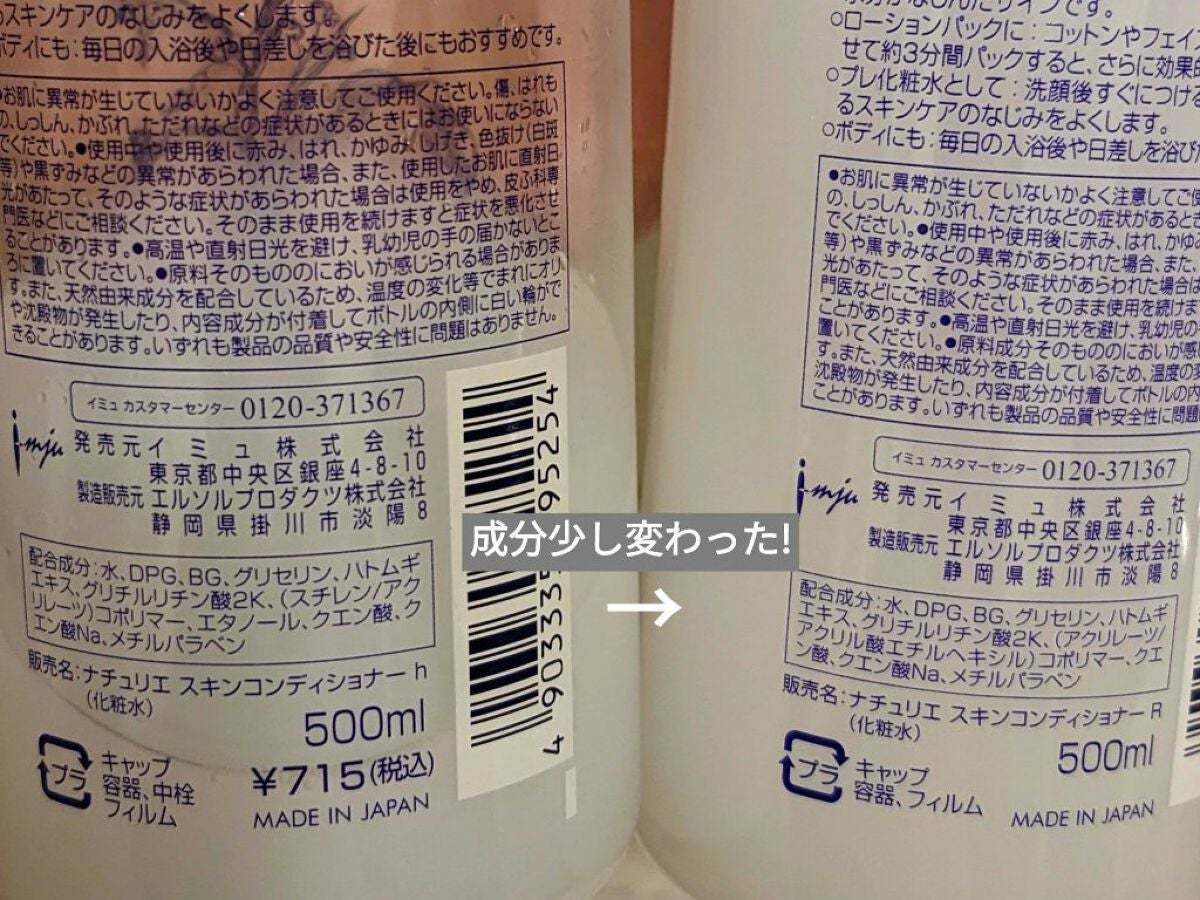 スキンケアのなじみをよくします。
ボディにも:毎日の入浴後や日差しを浴びた後にもおすすめです。
お肌に異常が生じていないかよく注意してご使用ください。傷、はれも
の、しっしん、かぶれ、ただれなどの症状があるときにはお使いにならない
でください。●使用中や使用後に赤み、はれ、かゆみ、しげき、色抜け(白斑
等)や黒ずみなどの異常があらわれた場合、また、使用したお肌に直射日
光があたって、そのような症状があらわれた場合は使用をやめ、皮ふ科専
門医などにご相談ください。そのまま使用を続けますと症状を悪化させ
ることがあります。●高温や直射日光を避け、乳幼児の手の届かないとこ
ろに置いてください。●原料そのもののにおいが感じられる場合がありま
す。また、天然由来成分を配合しているため、温度の変化等でまれにオリ
や沈殿物が発生したり、内容成分が付着してボトルの内側に白い輪がで
きることがあります。いずれも製品の品質や安全性に問題はありません。
イミュ カスタマーセンター 0120-371367
i-mju 発売元 イミュ株式会社
東京都中央区銀座4-8-10
製造販売元 エルソルプロダクツ株式会社
静岡県掛川市淡陽8
配合成分:水、DPG、BG、グリセリン、ハトムギ
エキス、グリチルリチン酸2K、(スチレン/アク
リレーツ)コポリマー、エタノール、クエン酸、ク
エン酸Na、メチルパラベン
販売名:ナチュリエ スキンコンディショナー h
(化粧水)
500ml
プラ
キャップ
容器、中栓
フィルム
¥715(税込)
MADE IN JAPAN
成分少し変わった!
→
○ローションパックに:コットンやフェイ
せて約3分間パックすると、さらに効果的
○プレ化粧水として:洗顔後すぐにつける
るスキンケアのなじみをよくします。
○ボディにも:毎日の入浴後や日差しを浴び
●お肌に異常が生じていないかよく注意してご使
の、しっしん、かぶれ、ただれなどの症状があると
でください。●使用中や使用後に赤み、はれ、かゆ
等)や黒ずみなどの異常があらわれた場合、また、
光があたって、そのような症状があらわれた場合は
門医などにご相談ください。そのまま使用を続けま
ことがあります。●高温や直射日光を避け、乳幼児の
置いてください。●原料成分そのもののにおいが感
す。また、天然由来成分を配合しているため、温度の変
沈殿物が発生したり、内容成分が付着してボトルの内
ことがあります。いずれも製品の品質や安全性に問題
イミュ カスタマーセンター 0120-371367
i-mju 発売元 イミュ株式会社
東京都中央区銀座4-8-10
製造販売元 エルソルプロダクツ株式会社
静岡県掛川市淡陽8
配合成分:水、DPG、BG、グリセリン、ハトムギ
エキス、グリチルリチン酸2K、(アクリレーツ/
アクリル酸エチルヘキシル)コポリマー、クエ
ン酸、クエン酸Na、メチルパラベン
販売名:ナチュリエ スキンコンディショナー R
(化粧水)
500ml
プラ
キャップ
容器、フィルム
MADE IN JAPAN